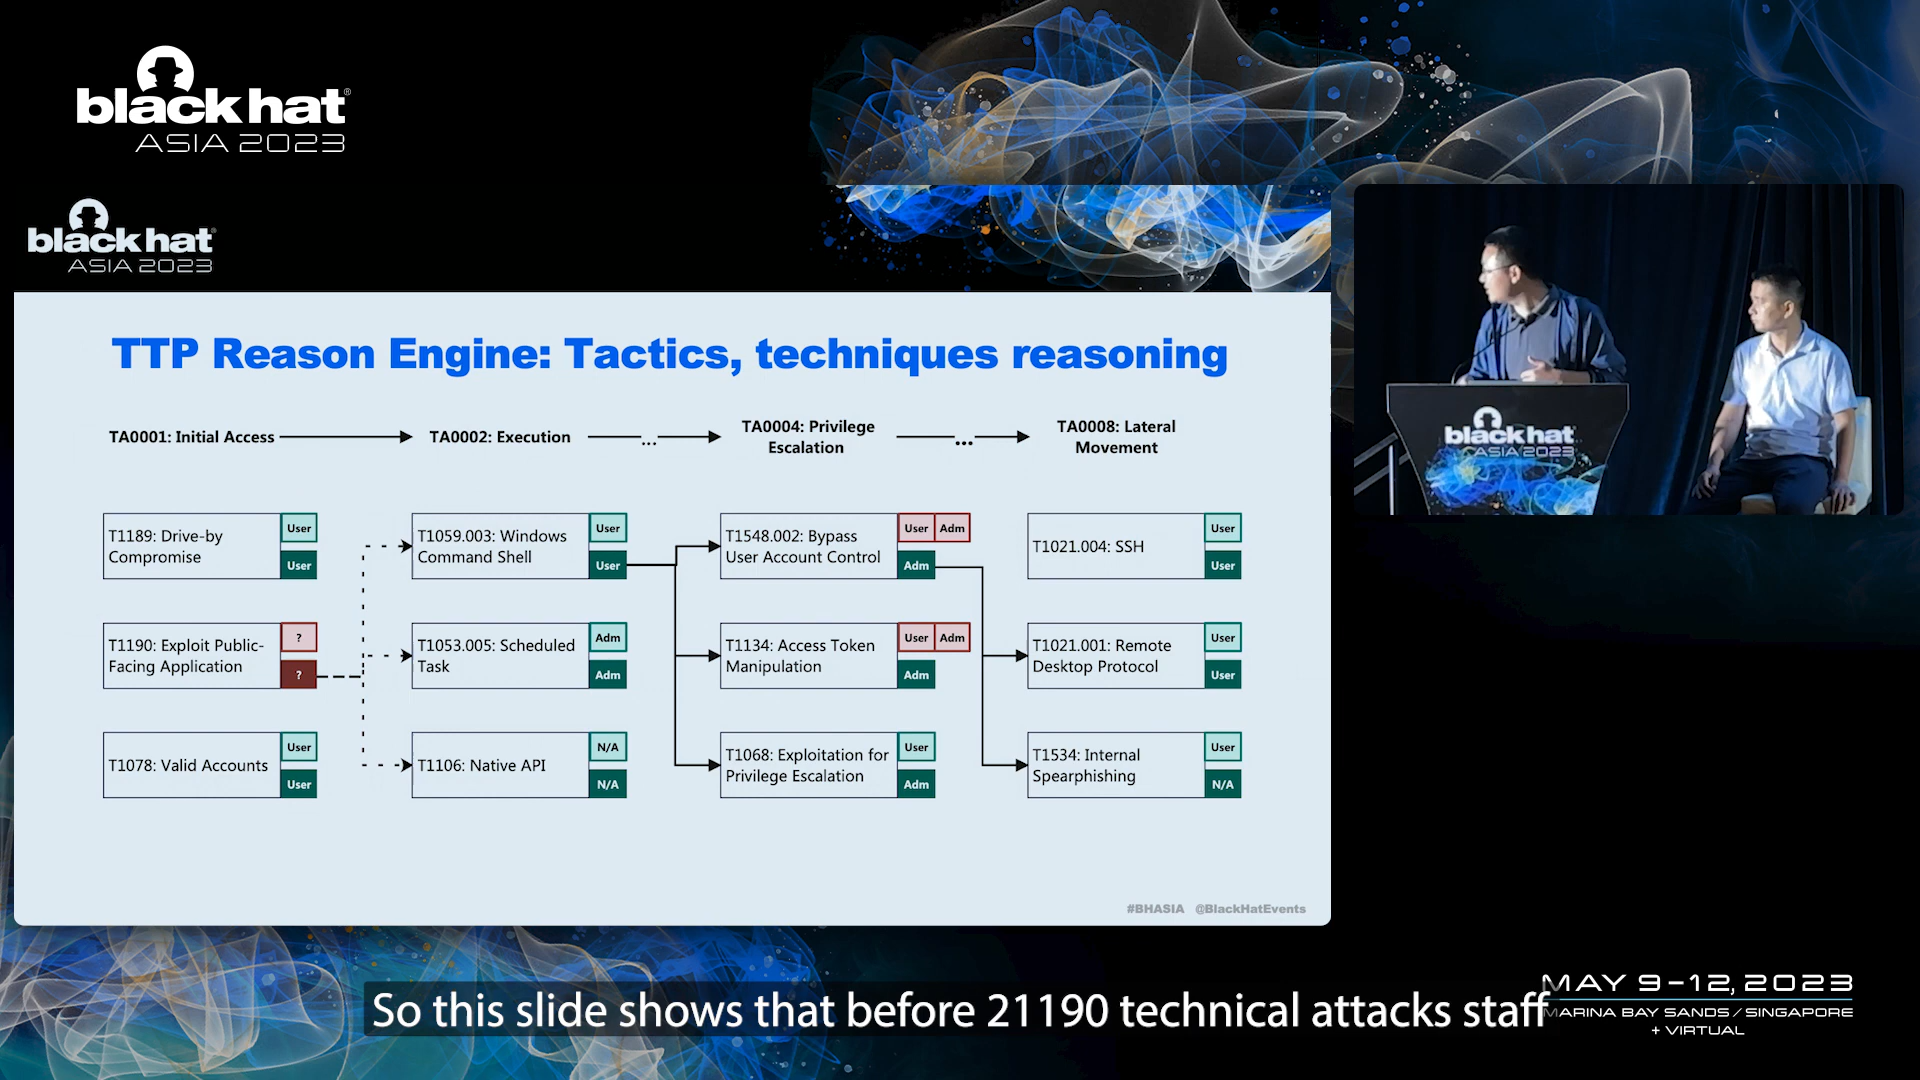 black hat®
ASIA 2023
black hat
ASIA 2023
TTP Reason Engine: Tactics, techniques reasoning
TA0001: Initial Access
TA0002: Execution
...
TA0004: Privilege
Escalation
...
TA0008: Lateral
Movement
T1189: Drive-by
Compromise
User
User
T1059.003: Windows
Command Shell
User
User
T1548.002: Bypass
User Account Control
User
Adm
Adm
T1021.004: SSH
User
User
T1190: Exploit Public-
Facing Application
?
?
T1053.005: Scheduled
Task
Adm
Adm
T1134: Access Token
Manipulation
User
Adm
Adm
T1021.001: Remote
Desktop Protocol
User
User
T1078: Valid Accounts
User
User
T1106: Native API
N/A
N/A
T1068: Exploitation for
Privilege Escalation
User
Adm
T1534: Internal
Spearphishing
User
N/A
#BHASIA @BlackHatEvents
black hat
ASIA 2023
So this slide shows that before 21190 technical attacks staff
MAY 9-12, 2023
MARINA BAY SANDS / SINGAPORE
+ VIRTUAL